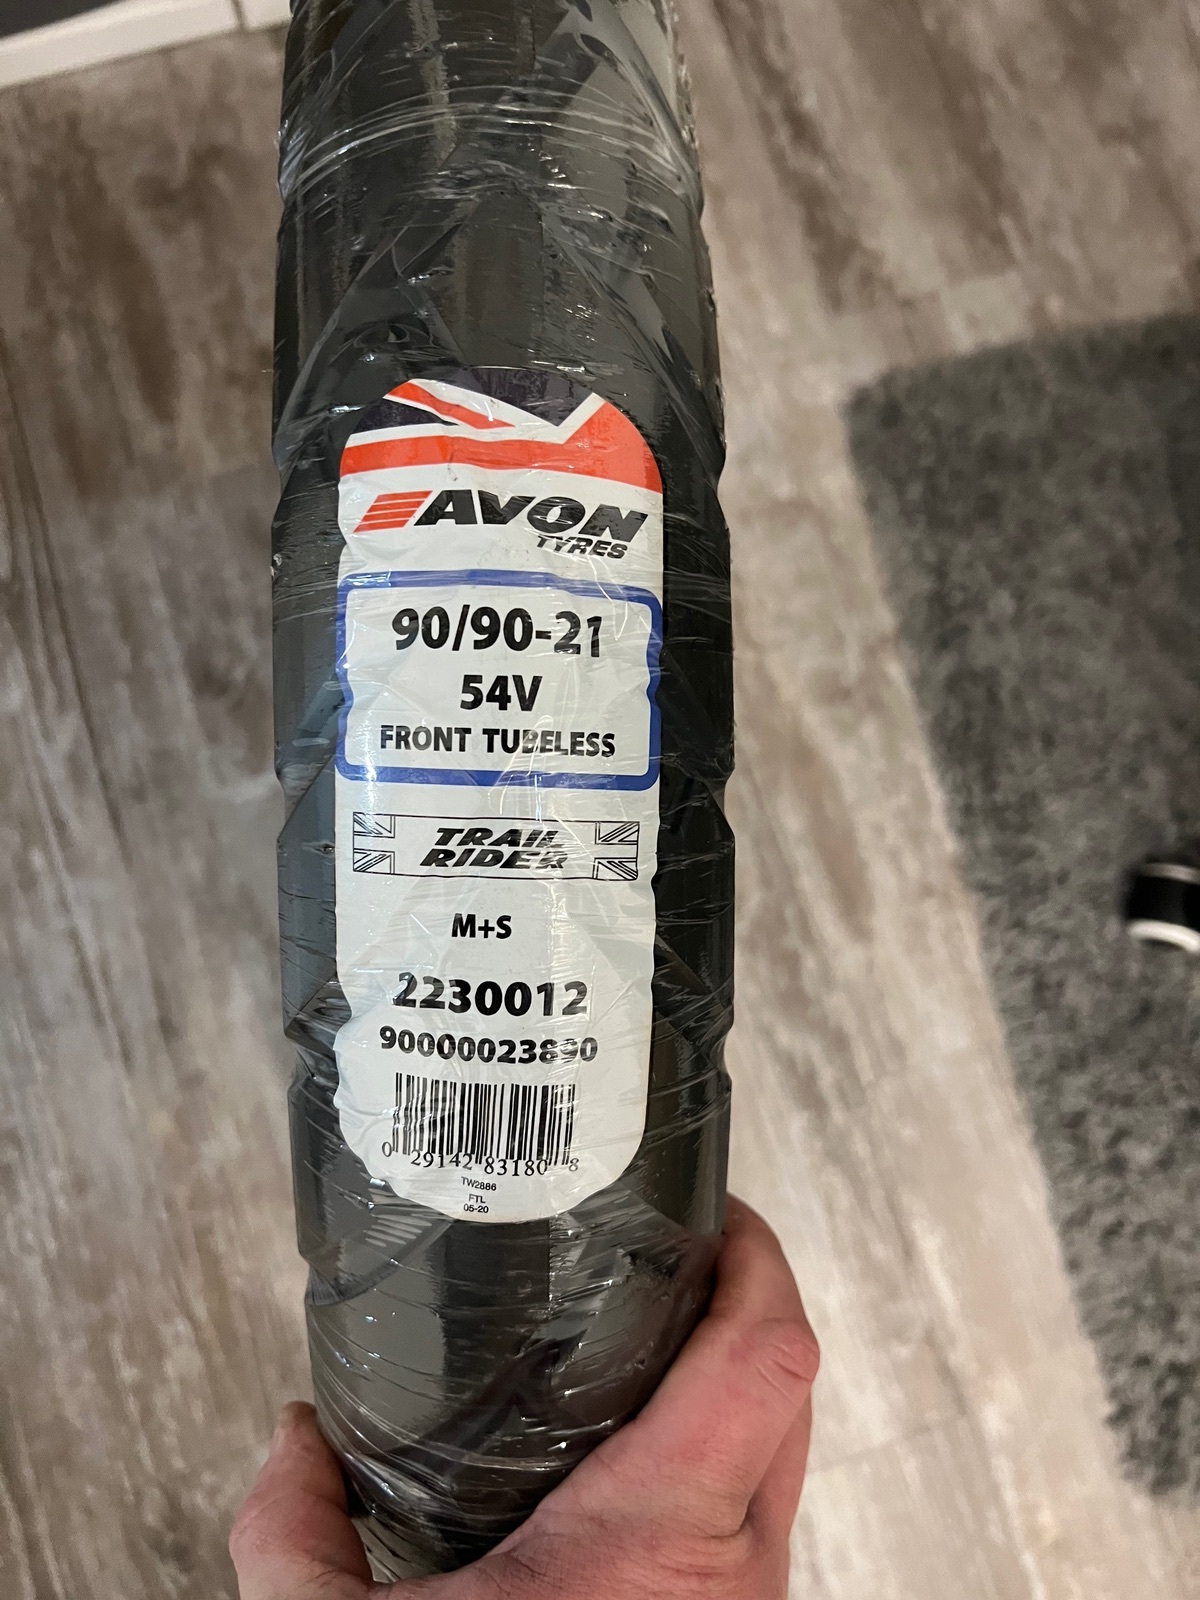 AVON
TYRES
90/90-21
54V
FRONT TUBELESS
TRAIL
RIDER
M+S
2230012
90000023890
0 29142 83180 8
TW2886
FTL
05-20